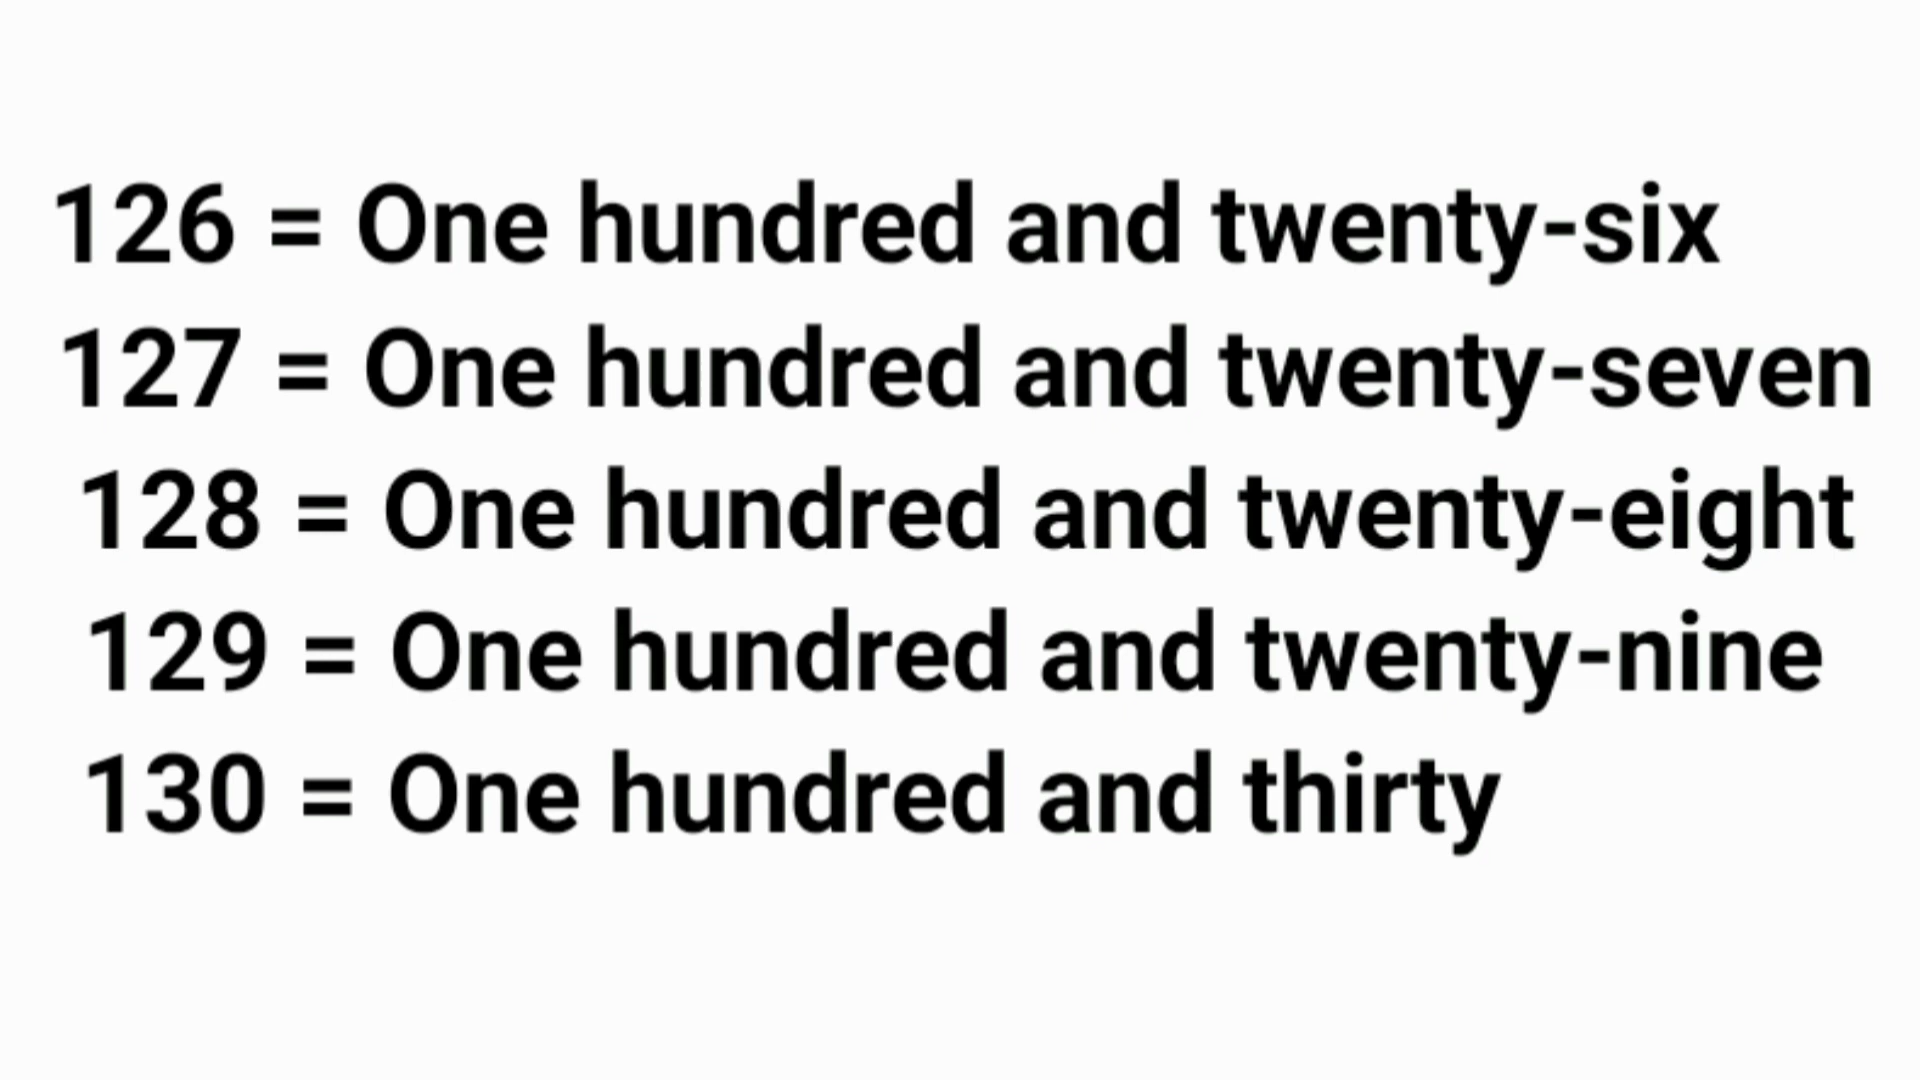 126 = One hundred and twenty-six
127 = One hundred and twenty-seven
128 = One hundred and twenty-eight
129 = One hundred and twenty-nine
130 = One hundred and thirty